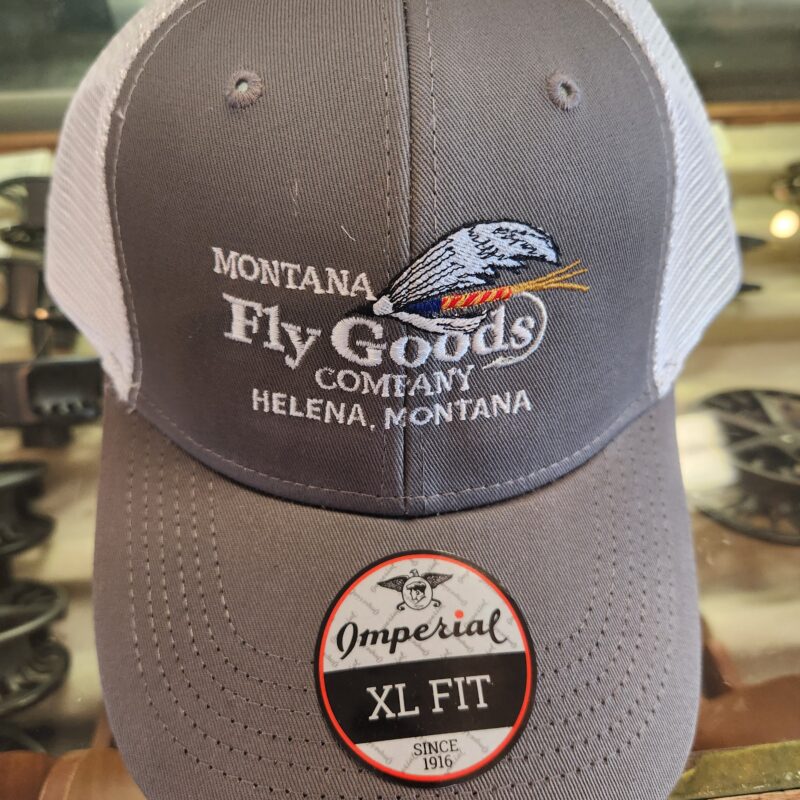 MONTANA
Fly Goods
COMPANY
HELENA, MONTANA
Imperial
XL FIT
SINCE
1916